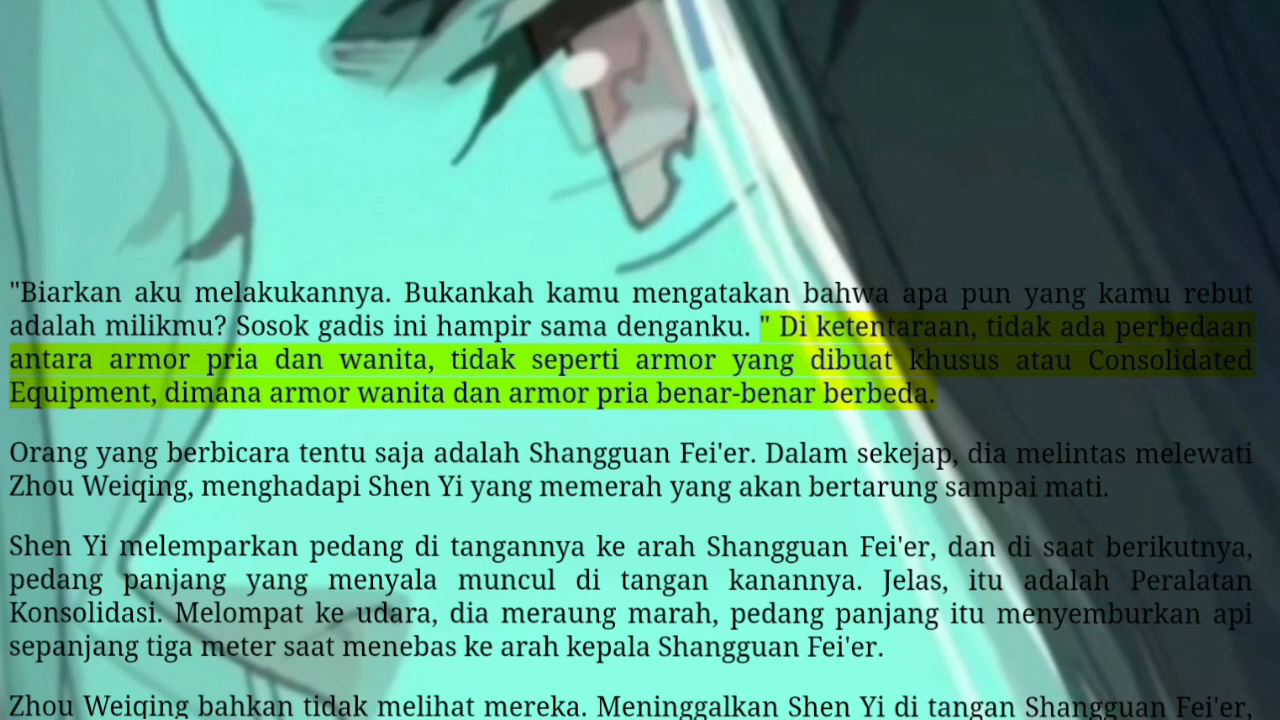 "Biarkan aku melakukannya. Bukankah kamu mengatakan bahwa apa pun yang kamu rebut
adalah milikmu? Sosok gadis ini hampir sama denganku. " Di ketentaraan, tidak ada perbedaan
antara armor pria dan wanita, tidak seperti armor yang dibuat khusus atau Consolidated
Equipment, dimana armor wanita dan armor pria benar-benar berbeda.
Orang yang berbicara tentu saja adalah Shangguan Fei'er. Dalam sekejap, dia melintas melewati
Zhou Weiqing, menghadapi Shen Yi yang memerah yang akan bertarung sampai mati.
Shen Yi melemparkan pedang di tangannya ke arah Shangguan Fei'er, dan di saat berikutnya,
pedang panjang yang menyala muncul di tangan kanannya. Jelas, itu adalah Peralatan
Konsolidasi. Melompat ke udara, dia meraung marah, pedang panjang itu menyemburkan api
sepanjang tiga meter saat menebas ke arah kepala Shangguan Fei'er.
Zhou Weiqing bahkan tidak melihat mereka. Meninggalkan Shen Yi di tangan Shangguan Fei'er,